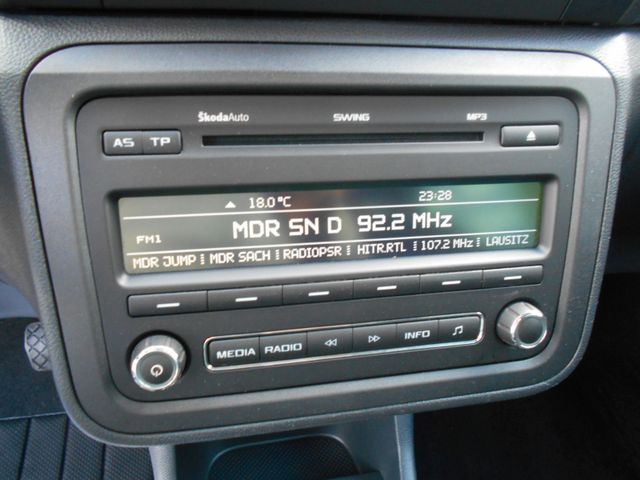 ŠkodaAuto SWING MP3
AS TP
18.0°C 23:28
MDR SN D 92.2 MHz
FM1
MDR JUMP MDR SACH RADIOPSR HITR.RTL 107.2 MHz LAUSITZ
MEDIA RADIO INFO